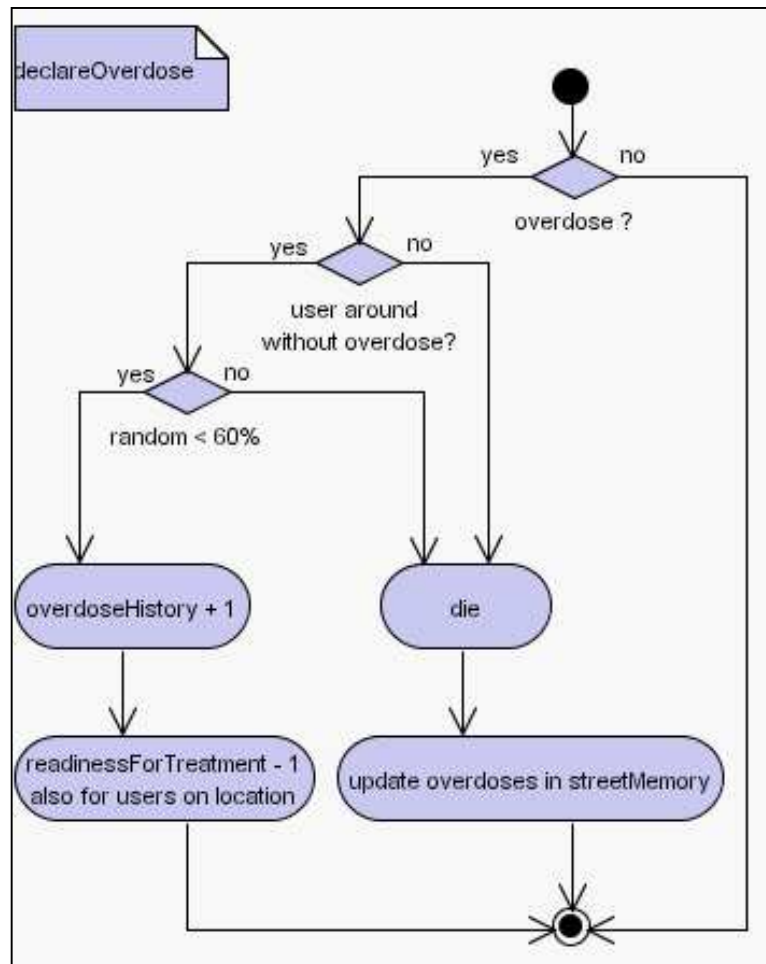 declareOverdose
yes
no
overdose ?
yes
no
user around
without overdose?
yes
no
random < 60%
overdoseHistory + 1
die
readinessForTreatment - 1
also for users on location
update overdoses in streetMemory